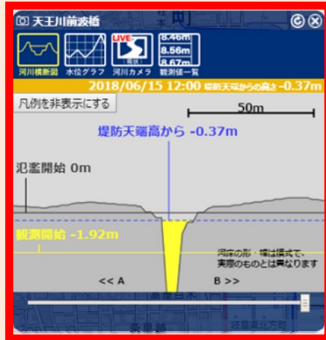 天王川前波橋
LIVE
8.46m
8.56m
8.67m
河川横断図 水位グラフ 河川カメラ 観測値一覧
2018/06/15 12:00 堤防天端高からの高さ-0.37m
凡例を非表示にする
50m
堤防天端高から -0.37m
氾濫開始 0m
観測開始 -1.92m
河床の形・幅は模式で、
実際のものとは異なります
<< A B >>